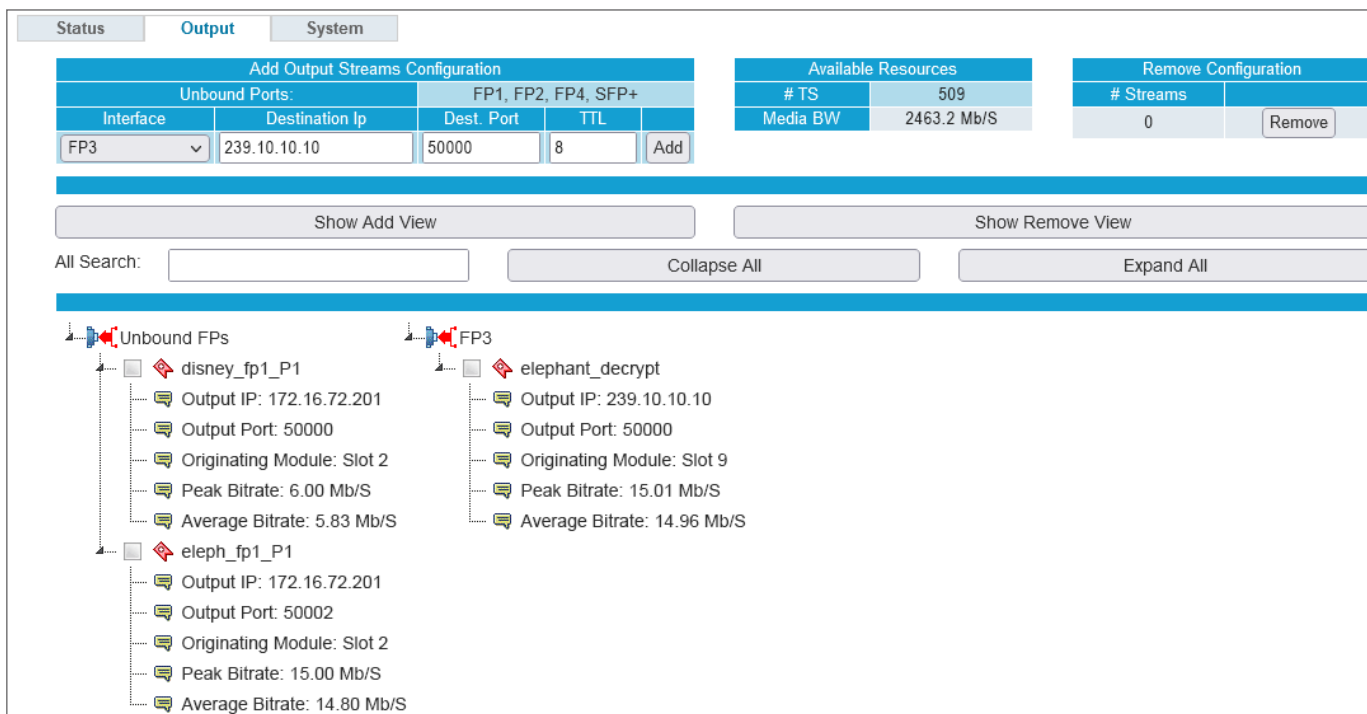 Status Output System
Add Output Streams Configuration
Unbound Ports: FP1, FP2, FP4, SFP+
Interface Destination Ip Dest. Port TTL
FP3 239.10.10.10 50000 8 Add
Available Resources
# TS 509
Media BW 2463.2 Mb/S
Remove Configuration
# Streams
0 Remove
Show Add View Show Remove View
All Search: Collapse All Expand All
Unbound FPs
disney_fp1_P1
Output IP: 172.16.72.201
Output Port: 50000
Originating Module: Slot 2
Peak Bitrate: 6.00 Mb/S
Average Bitrate: 5.83 Mb/S
eleph_fp1_P1
Output IP: 172.16.72.201
Output Port: 50002
Originating Module: Slot 2
Peak Bitrate: 15.00 Mb/S
Average Bitrate: 14.80 Mb/S
FP3
elephant_decrypt
Output IP: 239.10.10.10
Output Port: 50000
Originating Module: Slot 9
Peak Bitrate: 15.01 Mb/S
Average Bitrate: 14.96 Mb/S